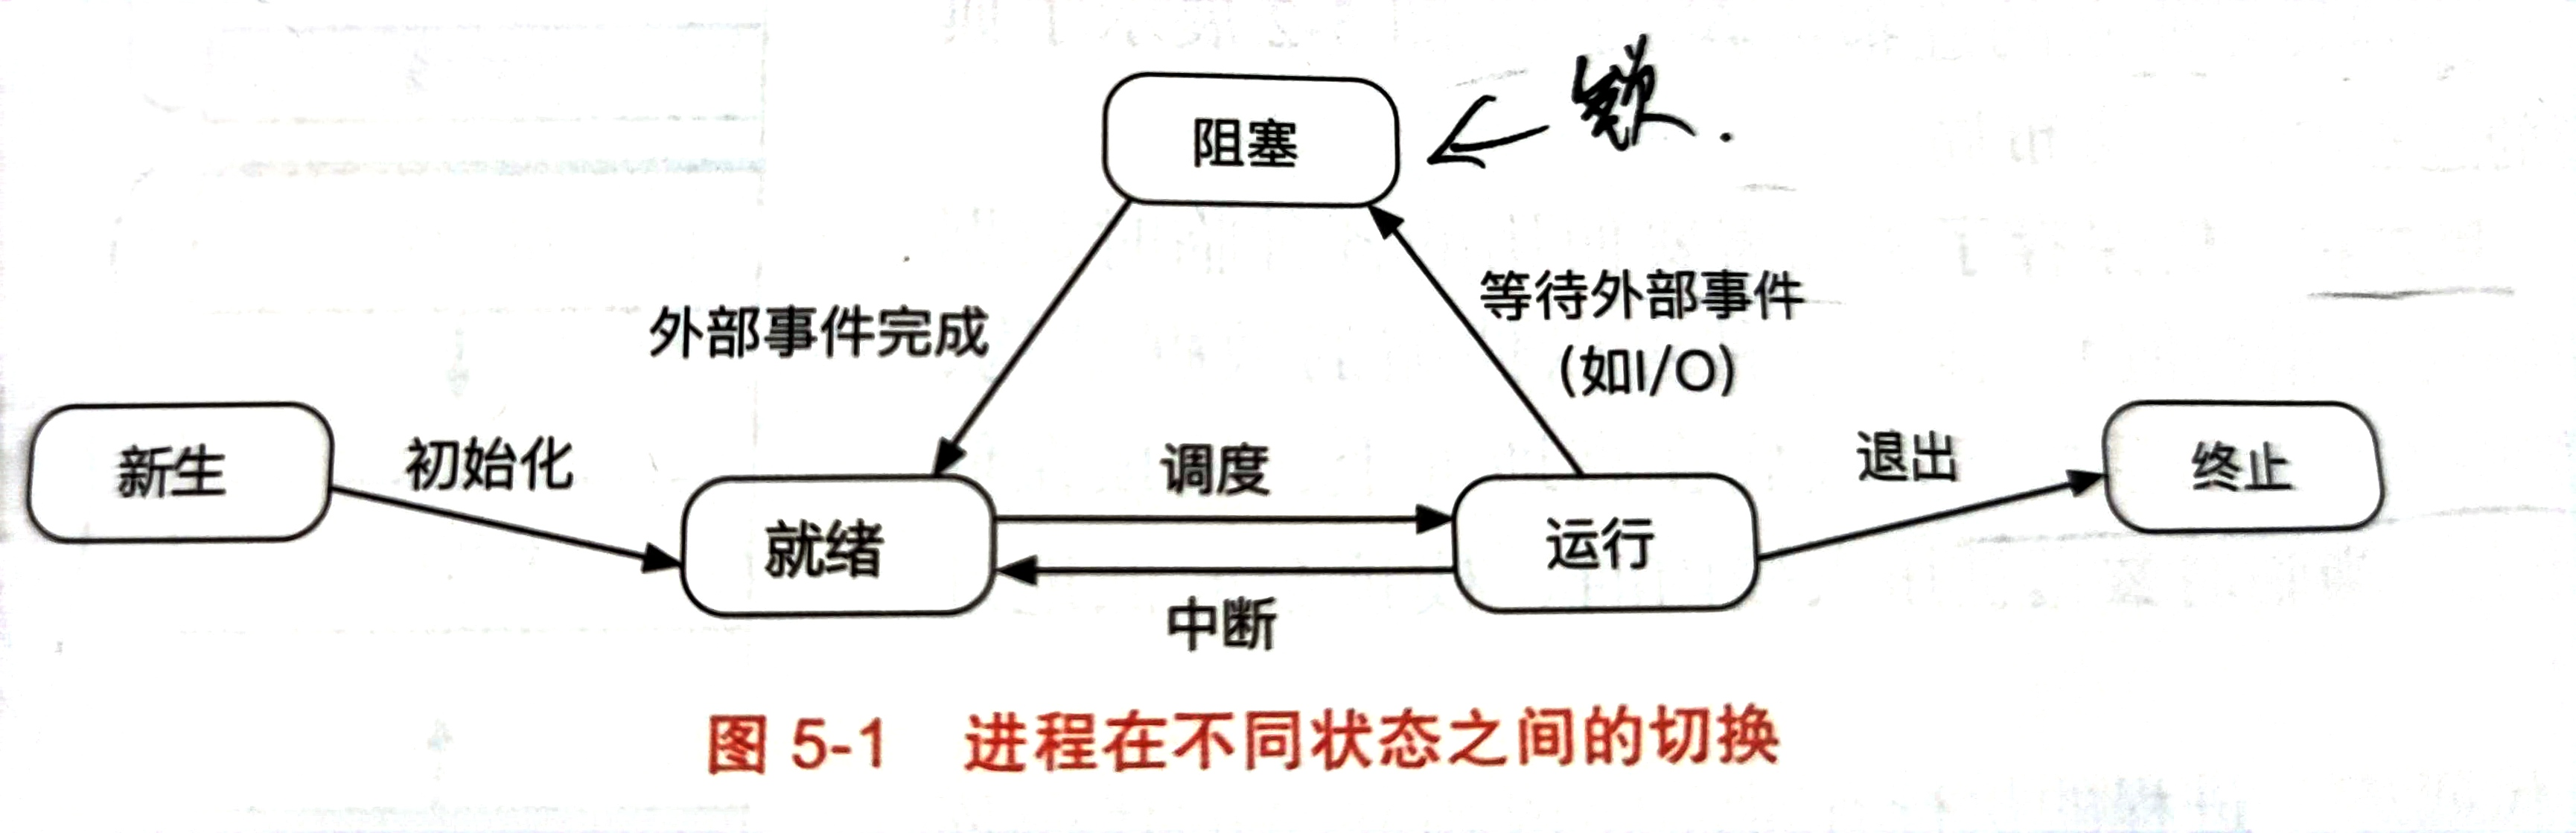 阻塞
外部事件完成
等待外部事件
(如I/O)
新生
初始化
就绪
调度
中断
运行
退出
终止
图 5-1 进程在不同状态之间的切换